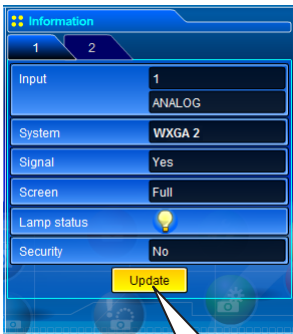 Information
1 2
Input 1
ANALOG
System WXGA 2
Signal Yes
Screen Full
Lamp status
Security No
Update